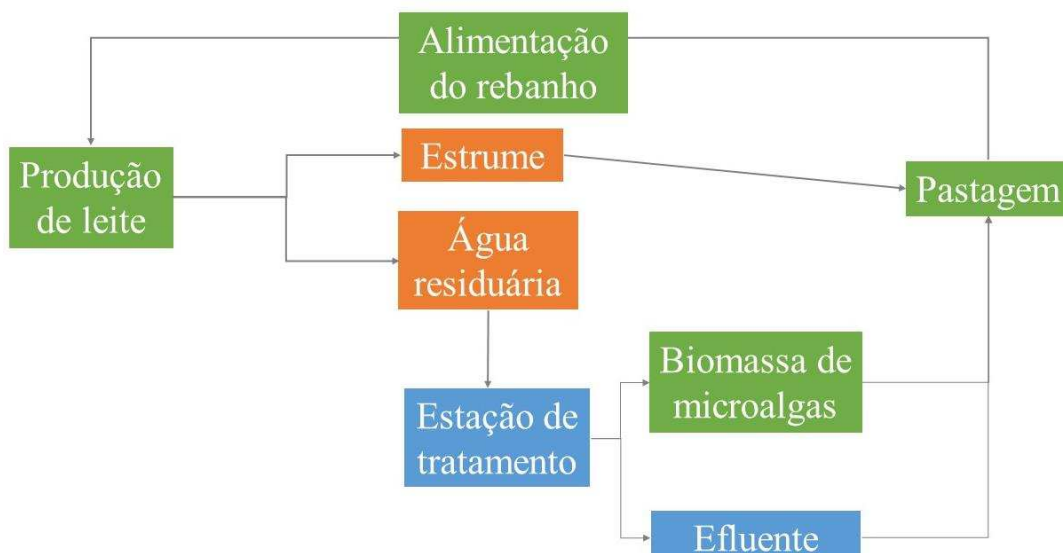 Alimentação
do rebanho
Estrume
Produção
de leite
Pastagem
Água
residuária
Biomassa de
microalgas
Estação de
tratamento
Efluente